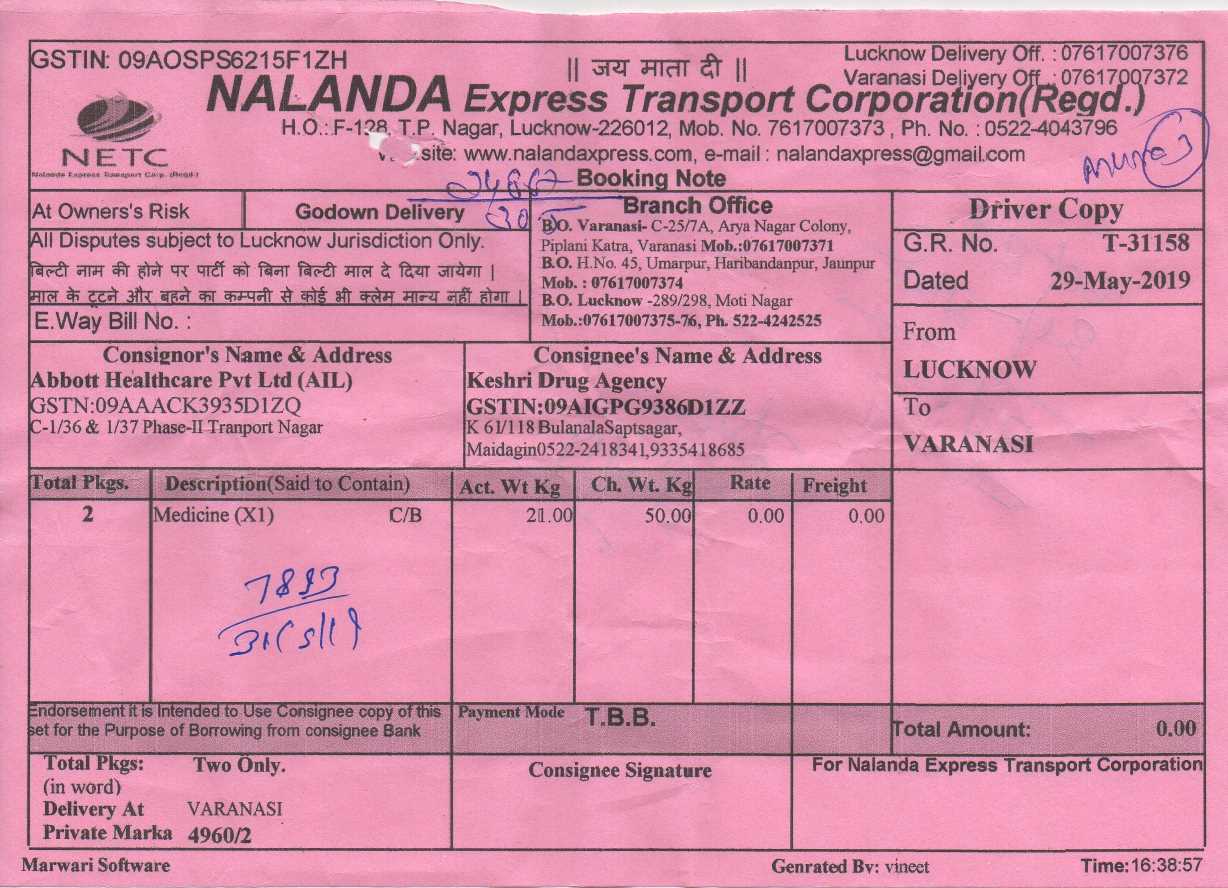 GSTIN: 09AOSPS6215F1ZH
|| जय माता दी ||
Lucknow Delivery Off. : 07617007376
Varanasi Deliyery Off. : 07617007372
NALANDA Express Transport Corporation(Regd.)
H.O.:F-128, T.P. Nagar, Lucknow-226012, Mob. No. 7617007373 , Ph. No. : 0522-4043796
site: www.nalandaxpress.com, e-mail : nalandaxpress@gmail.com
NETC
Nalanda Express Transport Corp. (Regd.)
Booking Note
At Owners's Risk
Godown Delivery
All Disputes subject to Lucknow Jurisdiction Only.
बिल्टी नाम की होने पर पार्टी को बिना बिल्टी माल दे दिया जायेगा |
माल के टूटने और बहने का कम्पनी से कोई भी क्लेम मान्य नहीं होगा |
E.Way Bill No. :
Branch Office
B.O. Varanasi- C-25/7A, Arya Nagar Colony,
Piplani Katra, Varanasi Mob.:07617007371
B.O. H.No. 45, Umarpur, Haribandanpur, Jaunpur
Mob. : 07617007374
B.O. Lucknow -289/298, Moti Nagar
Mob.:07617007375-76, Ph. 522-4242525
Driver Copy
G.R. No. T-31158
Dated 29-May-2019
From
LUCKNOW
To
VARANASI
Consignor's Name & Address
Abbott Healthcare Pvt Ltd (AIL)
GSTN:09AAACK3935D1ZQ
C-1/36 & 1/37 Phase-II Tranport Nagar
Consignee's Name & Address
Keshri Drug Agency
GSTIN:09AIGPG9386D1ZZ
K 61/118 BulanalaSaptsagar,
Maidagin0522-2418341,9335418685
Total Pkgs. Description(Said to Contain) Act. Wt Kg Ch. Wt. Kg Rate Freight
2 Medicine (X1) C/B 21.00 50.00 0.00 0.00
Endorsement it is Intended to Use Consignee copy of this
set for the Purpose of Borrowing from consignee Bank
Payment Mode T.B.B.
Total Amount: 0.00
Total Pkgs: Two Only.
(in word)
Delivery At VARANASI
Private Marka 4960/2
Consignee Signature
For Nalanda Express Transport Corporation
Marwari Software
Genrated By: vineet
Time:16:38:57